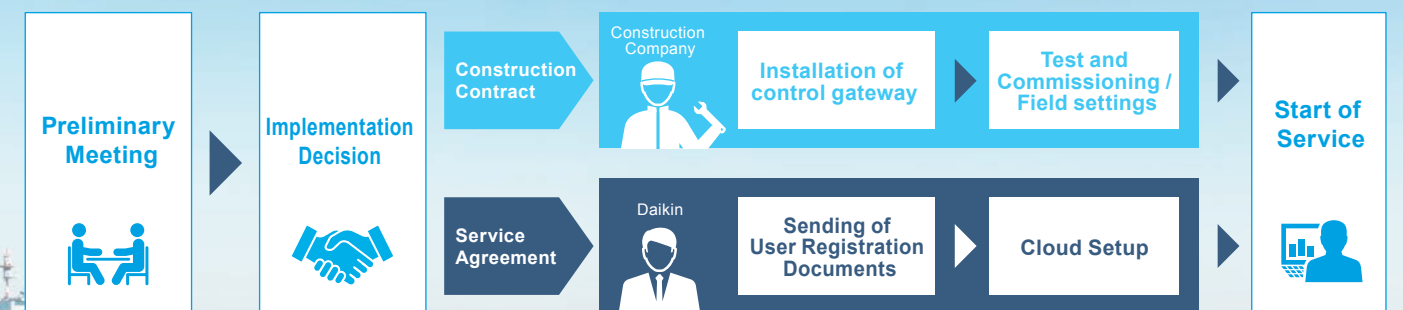 Preliminary
Meeting
Implementation
Decision
Construction
Contract
Construction
Company
Installation of
control gateway
Test and
Commissioning /
Field settings
Service
Agreement
Daikin
Sending of
User Registration
Documents
Cloud Setup
Start of
Service